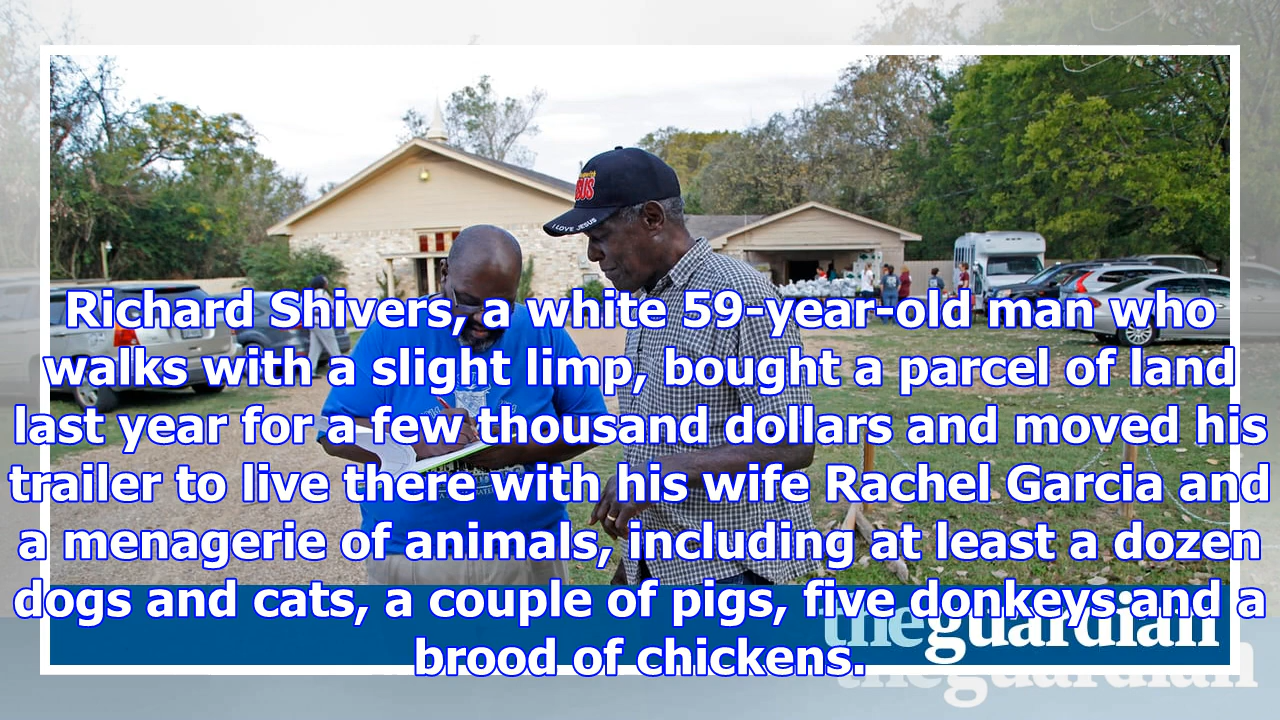 I LOVE JESUS
Richard Shivers, a white 59-year-old man who
walks with a slight limp, bought a parcel of land
last year for a few thousand dollars and moved his
trailer to live there with his wife Rachel Garcia and
a menagerie of animals, including at least a dozen
dogs and cats, a couple of pigs, five donkeys and a
brood of chickens.
theguardian
theguardian